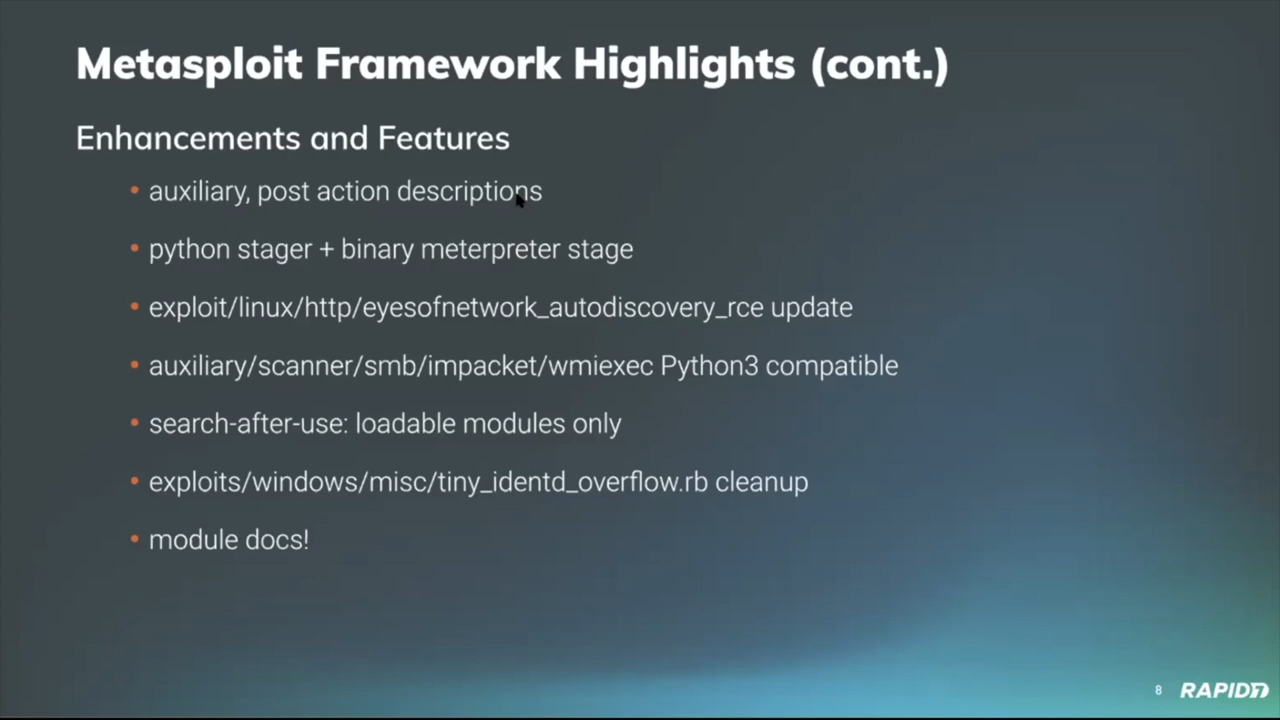 Metasploit Framework Highlights (cont.)
Enhancements and Features
• auxiliary, post action descriptions
• python stager + binary meterpreter stage
• exploit/linux/http/eyesofnetwork_autodiscovery_rce update
• auxiliary/scanner/smb/impacket/wmiexec Python3 compatible
• search-after-use: loadable modules only
• exploits/windows/misc/tiny_identd_overflow.rb cleanup
• module docs!
8 RAPID7